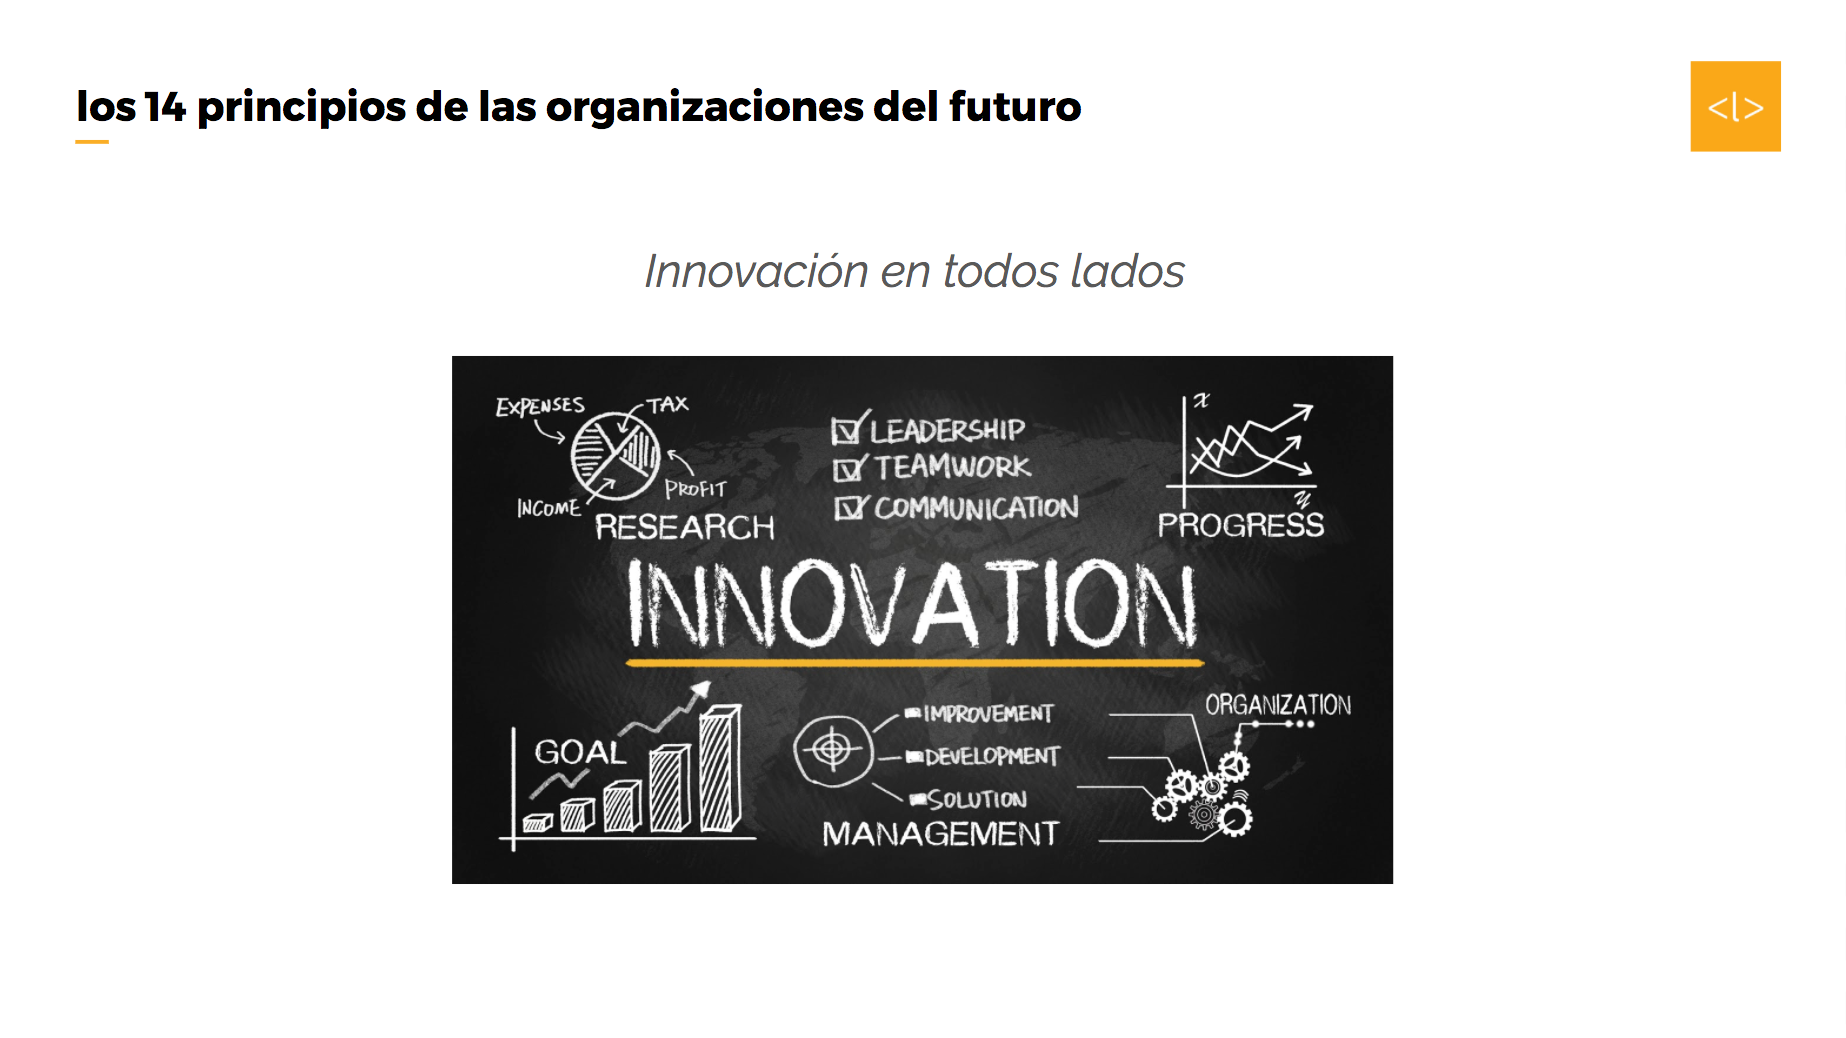 los 14 principios de las organizaciones del futuro
<l>
Innovación en todos lados
EXPENSES
TAX
INCOME
PROFIT
RESEARCH
LEADERSHIP
TEAMWORK
COMMUNICATION
x
y
PROGRESS
INNOVATION
GOAL
IMPROVEMENT
DEVELOPMENT
SOLUTION
MANAGEMENT
ORGANIZATION